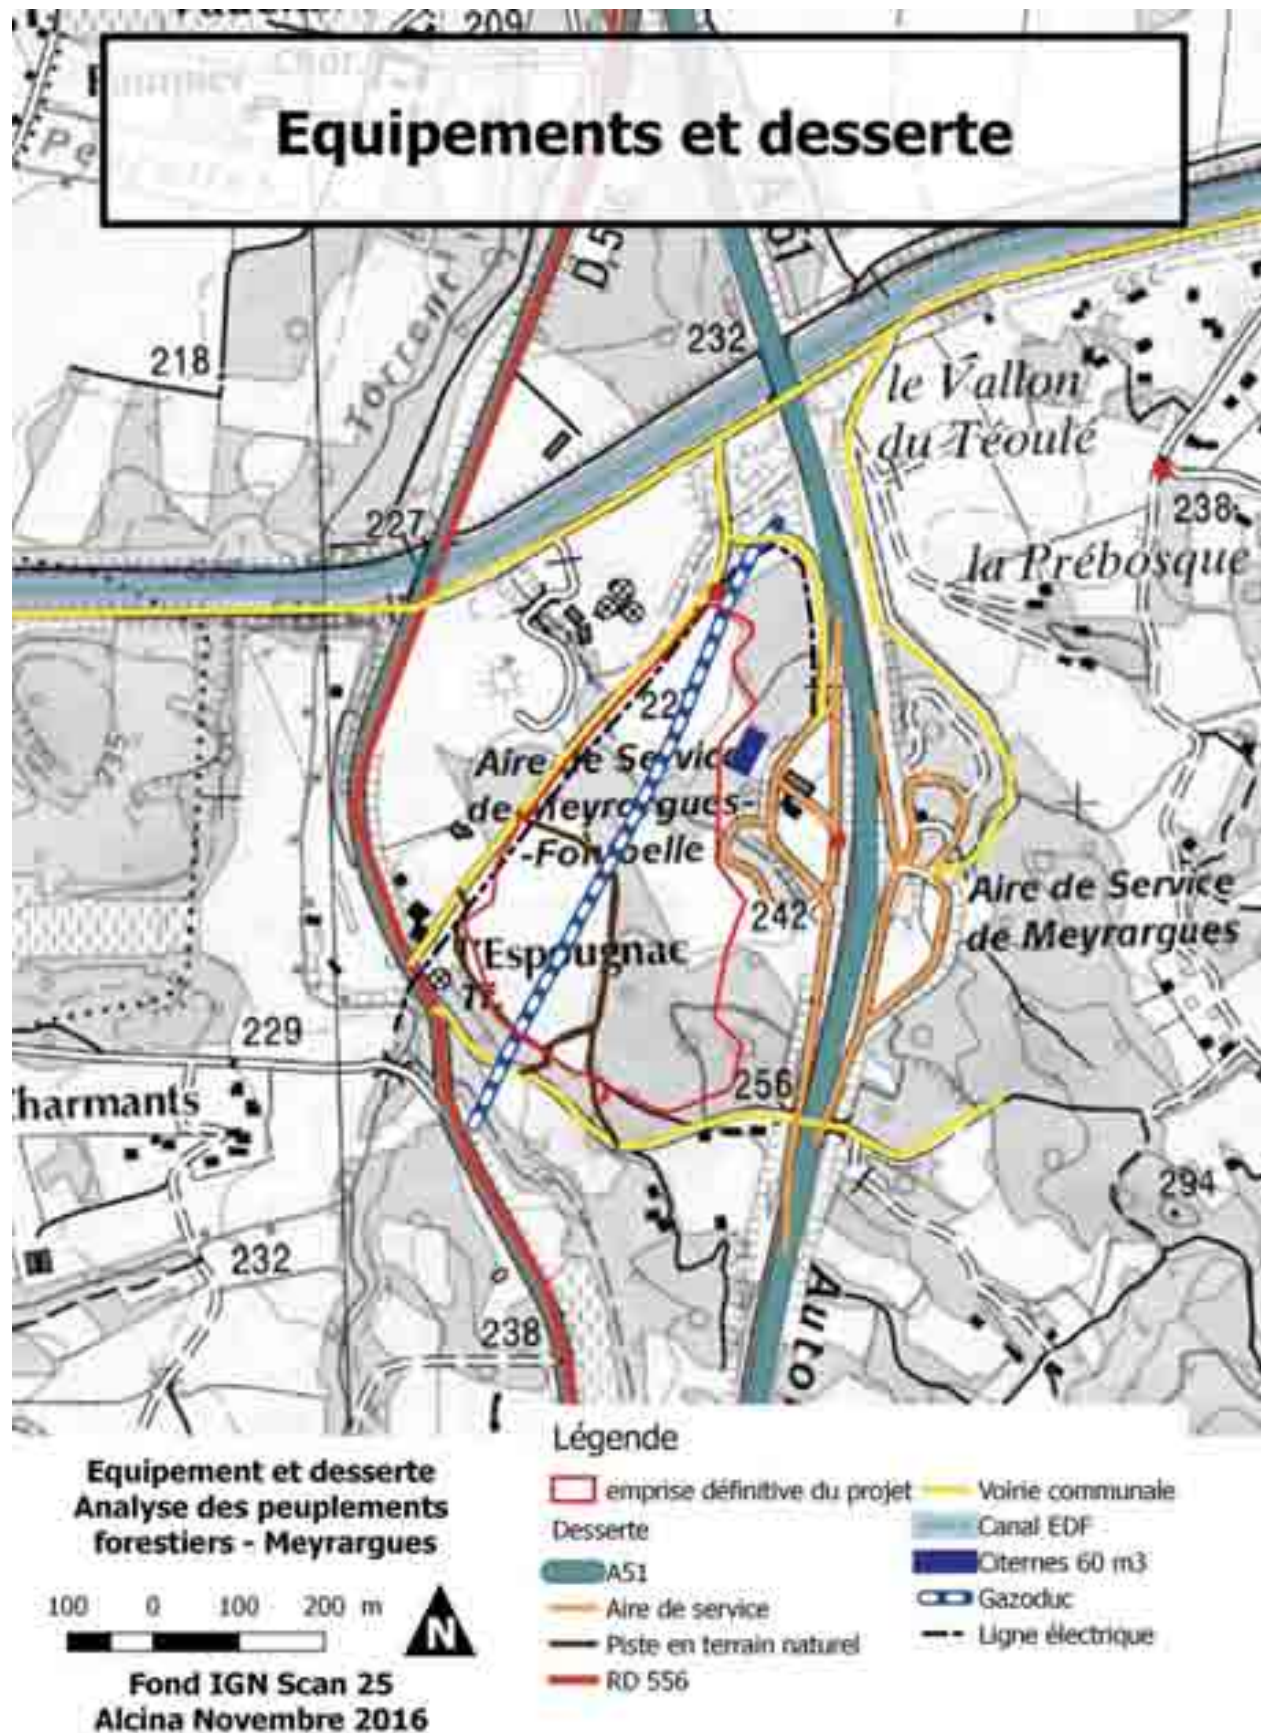 209
Equipements et desserte
D.5
232
218
Torrent
le Vallon
du Téoulé
238
227
la Prébosque
22
Aire de Service
de Meyrargues-
-Fontbelle
235
242
Aire de Service
de Meyrargues
l'Espougnac
229
256
Charmants
294
232
238
Auto
Légende
Equipement et desserte
Analyse des peuplements
forestiers - Meyrargues
100 0 100 200 m
N
Fond IGN Scan 25
Alcina Novembre 2016
emprise définitive du projet
Desserte
A51
Aire de service
Piste en terrain naturel
RD 556
Voirie communale
Canal EDF
Citernes 60 m3
Gazoduc
Ligne électrique